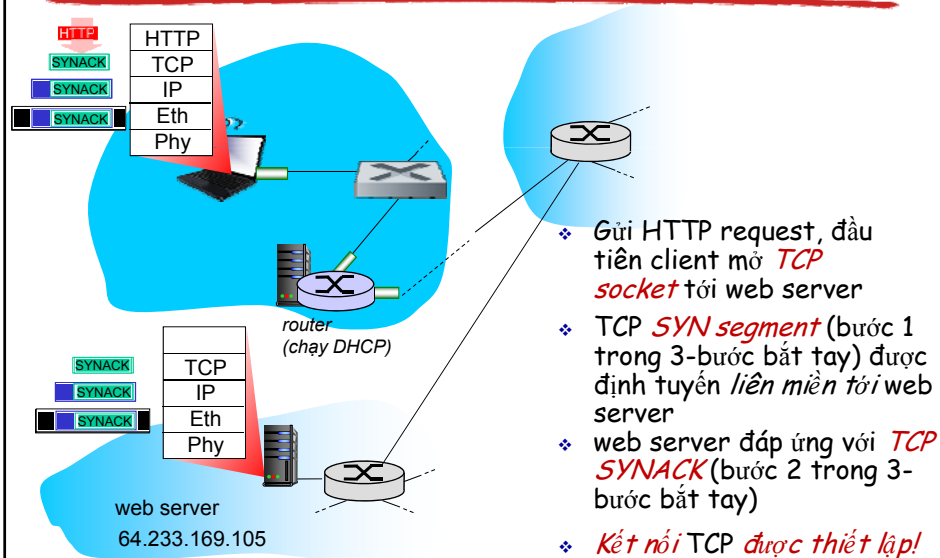 HTTP
SYNACK
SYNACK
SYNACK
HTTP
TCP
IP
Eth
Phy
router
(chạy DHCP)
SYNACK
SYNACK
SYNACK
TCP
IP
Eth
Phy
web server
64.233.169.105
❖ Gửi HTTP request, đầu
tiên client mở TCP
socket tới web server
❖ TCP SYN segment (bước 1
trong 3-bước bắt tay) được
định tuyến liên miền tới web
server
❖ web server đáp ứng với TCP
SYNACK (bước 2 trong 3-
bước bắt tay)
❖ Kết nối TCP được thiết lập!